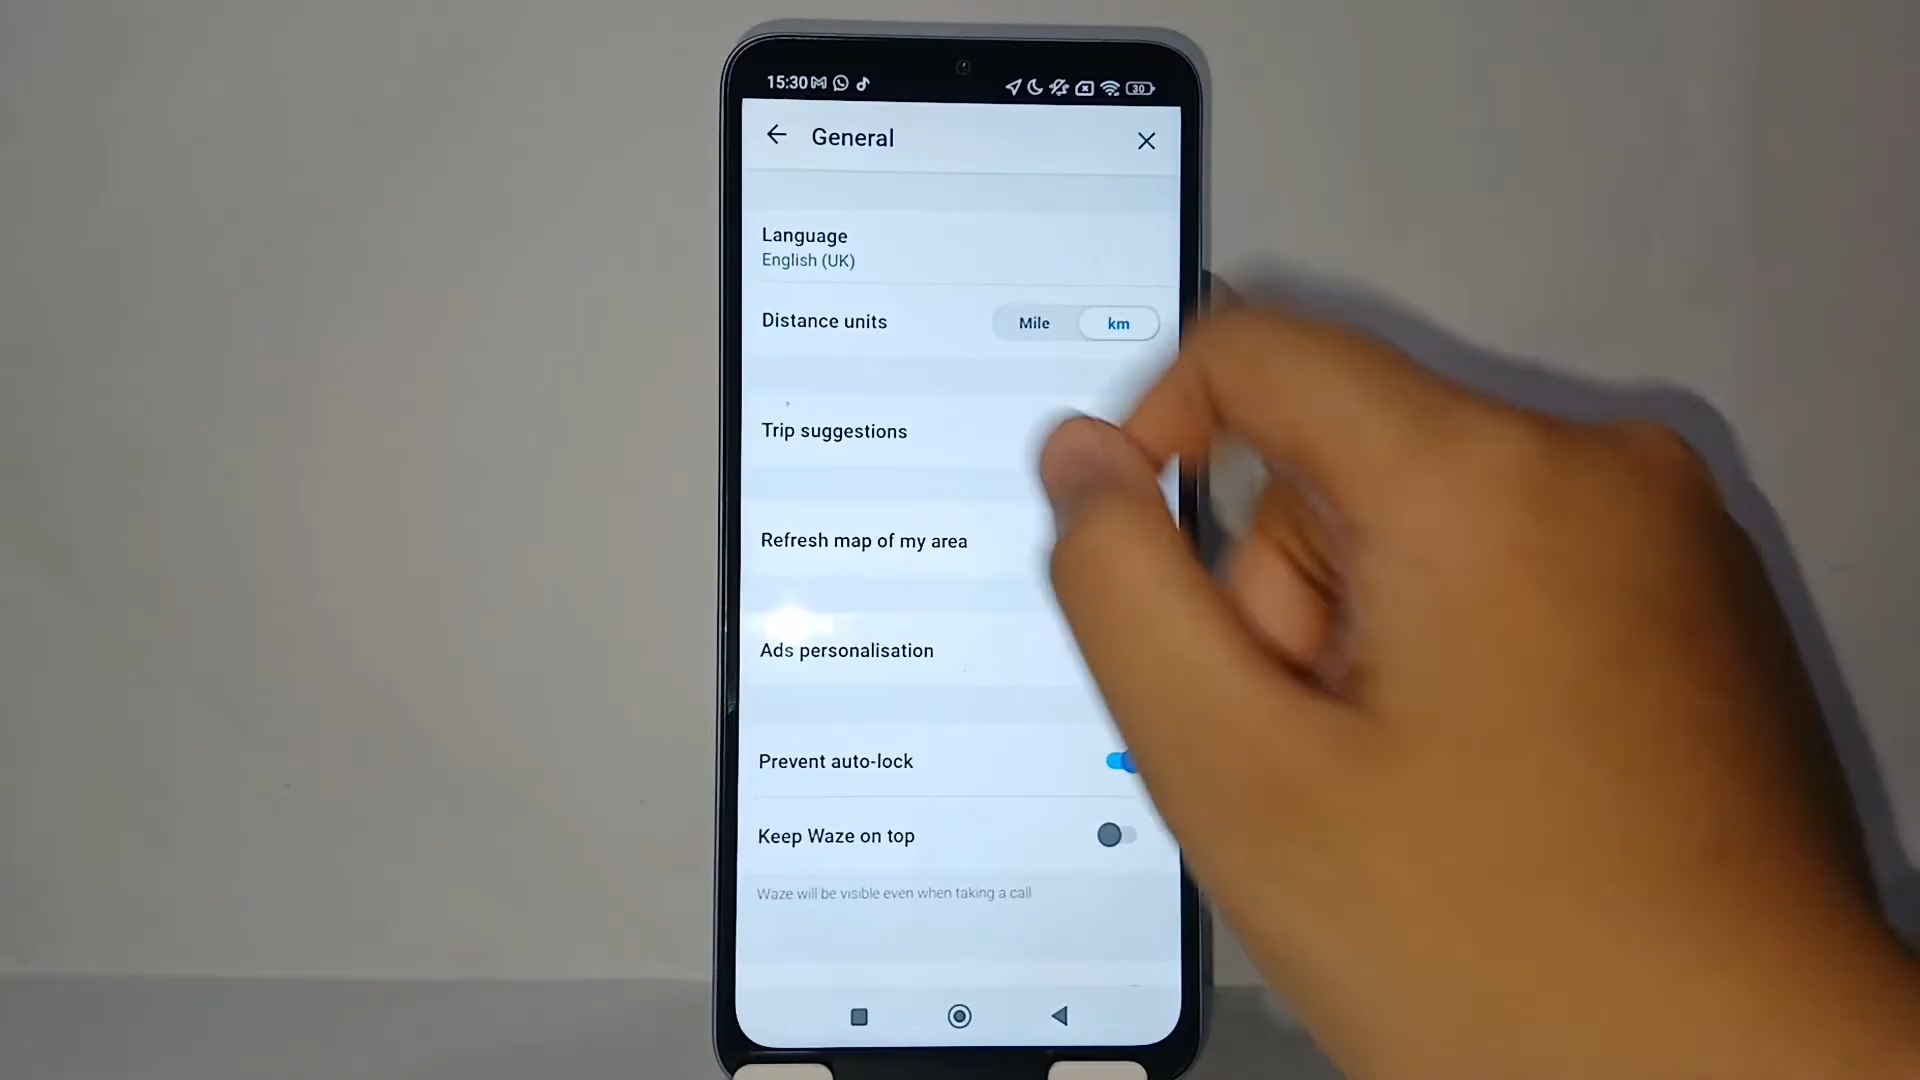 15:30
30
General
Language
English (UK)
Distance units
Mile
km
Trip suggestions
Refresh map of my area
Ads personalisation
Prevent auto-lock
Keep Waze on top
Waze will be visible even when taking a call